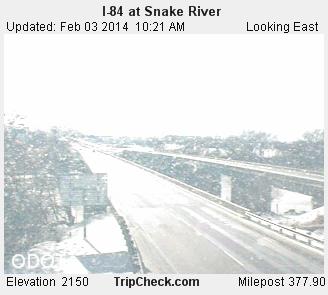 I-84 at Snake River
Updated: Feb 03 2014 10:21 AM
Looking East
ODOT
Elevation 2150
TripCheck.com
Milepost 377.90